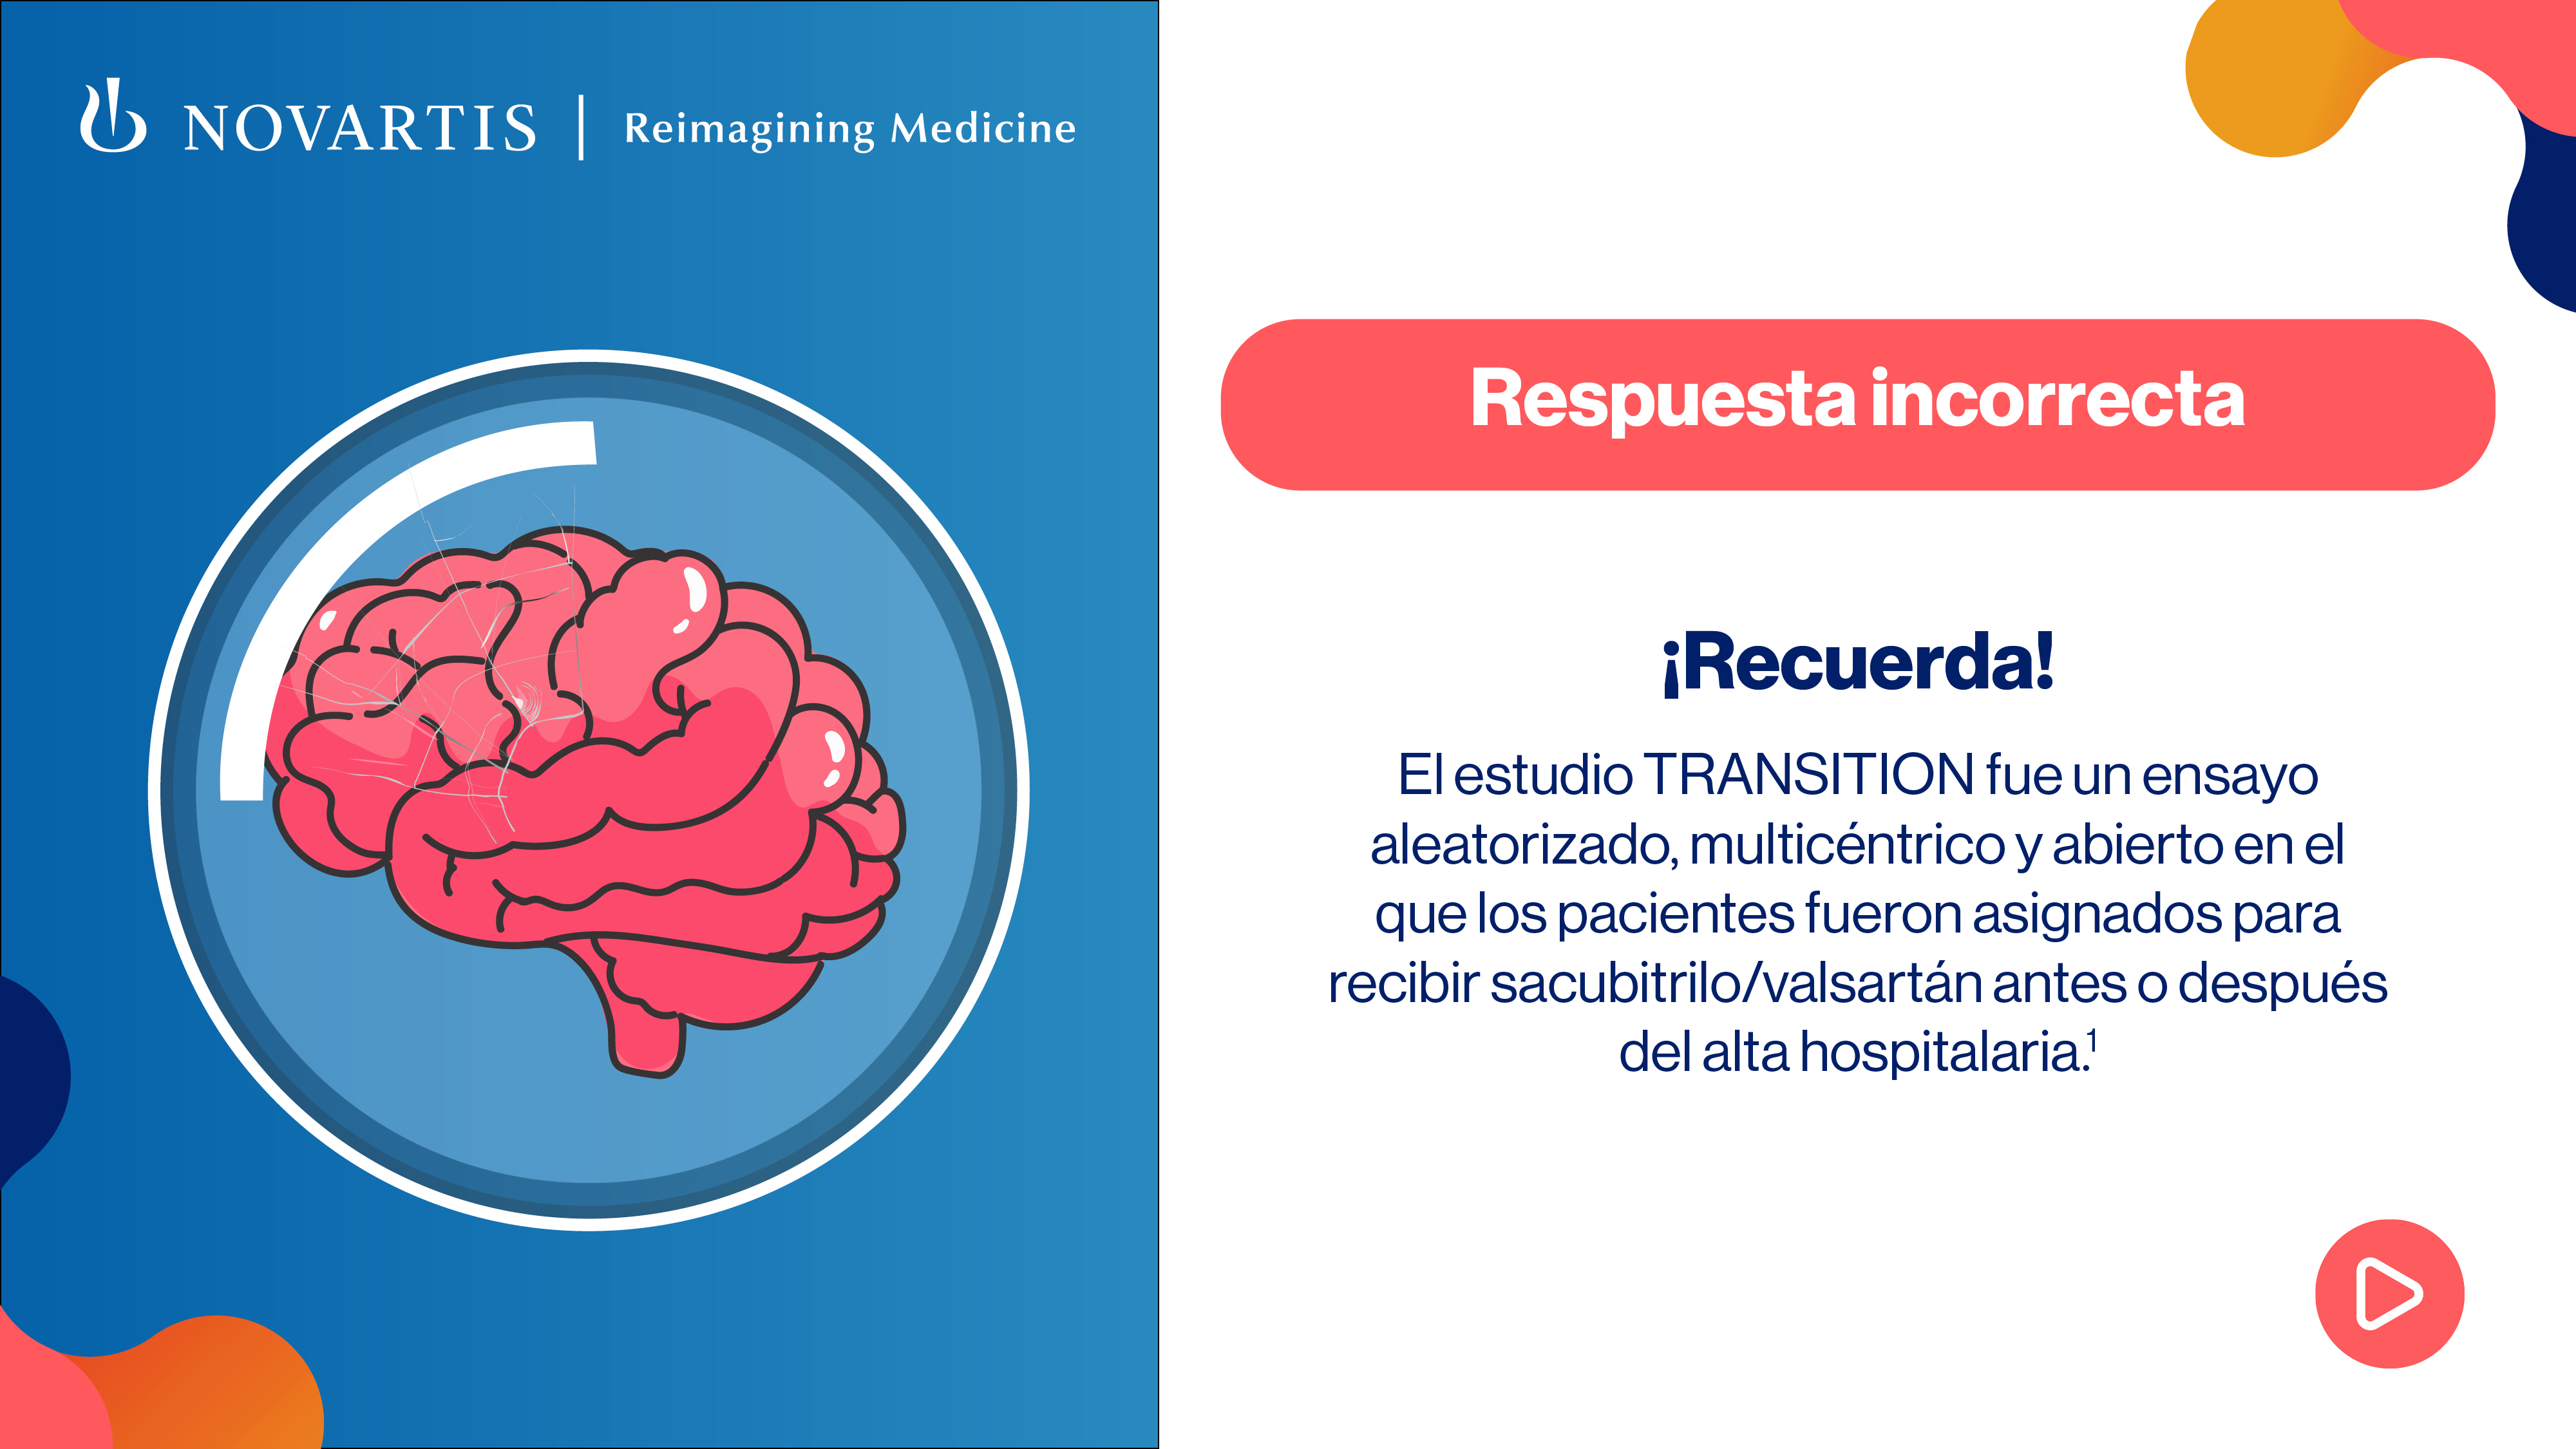 NOVARTIS | Reimagining Medicine
Respuesta incorrecta
¡Recuerda!
El estudio TRANSITION fue un ensayo
aleatorizado, multicéntrico y abierto en el
que los pacientes fueron asignados para
recibir sacubitrilo/valsartán antes o después
del alta hospitalaria.¹